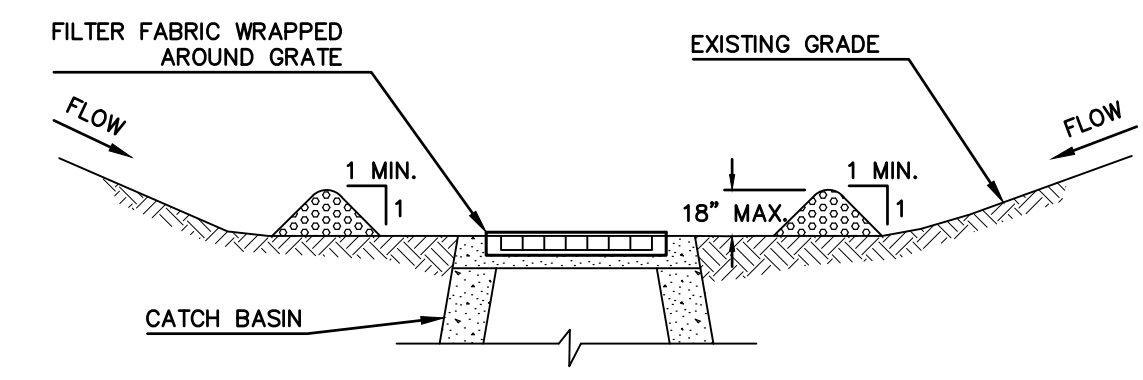 FILTER FABRIC WRAPPED
AROUND GRATE
EXISTING GRADE
FLOW
FLOW
1 MIN.
1
18” MAX.
1 MIN.
1
CATCH BASIN